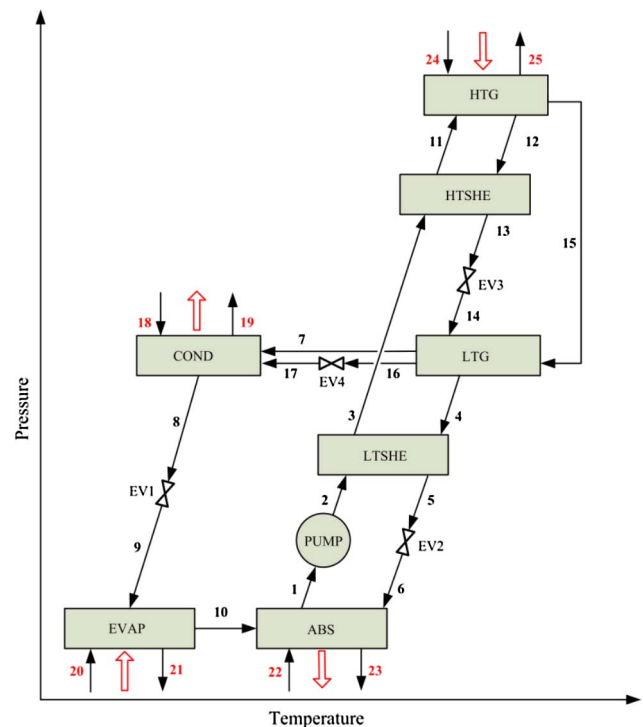 24
25
HTG
11
12
HTSHE
13
15
EV3
14
18
19
7
COND
LTG
17
16
EV4
8
3
4
LTSHE
EV1
2
5
PUMP
EV2
9
1
6
10
EVAP
ABS
20
21
22
23
Pressure
Temperature